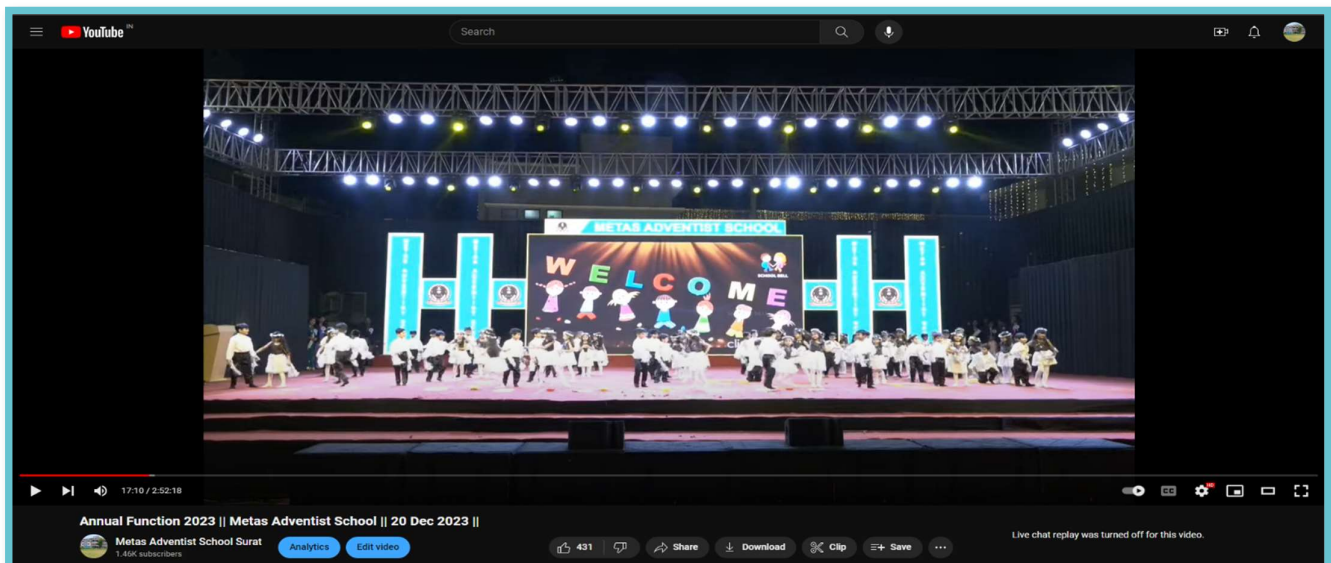 YouTube IN
Search
METAS ADVENTIST SCHOOL
WELCOME
SCHOOL BELL
17:10 / 2:52:18
CC
HD
Annual Function 2023 || Metas Adventist School || 20 Dec 2023 ||
Metas Adventist School Surat
1.46K subscribers
Analytics
Edit video
431
Share
Download
Clip
Save
Live chat replay was turned off for this video.